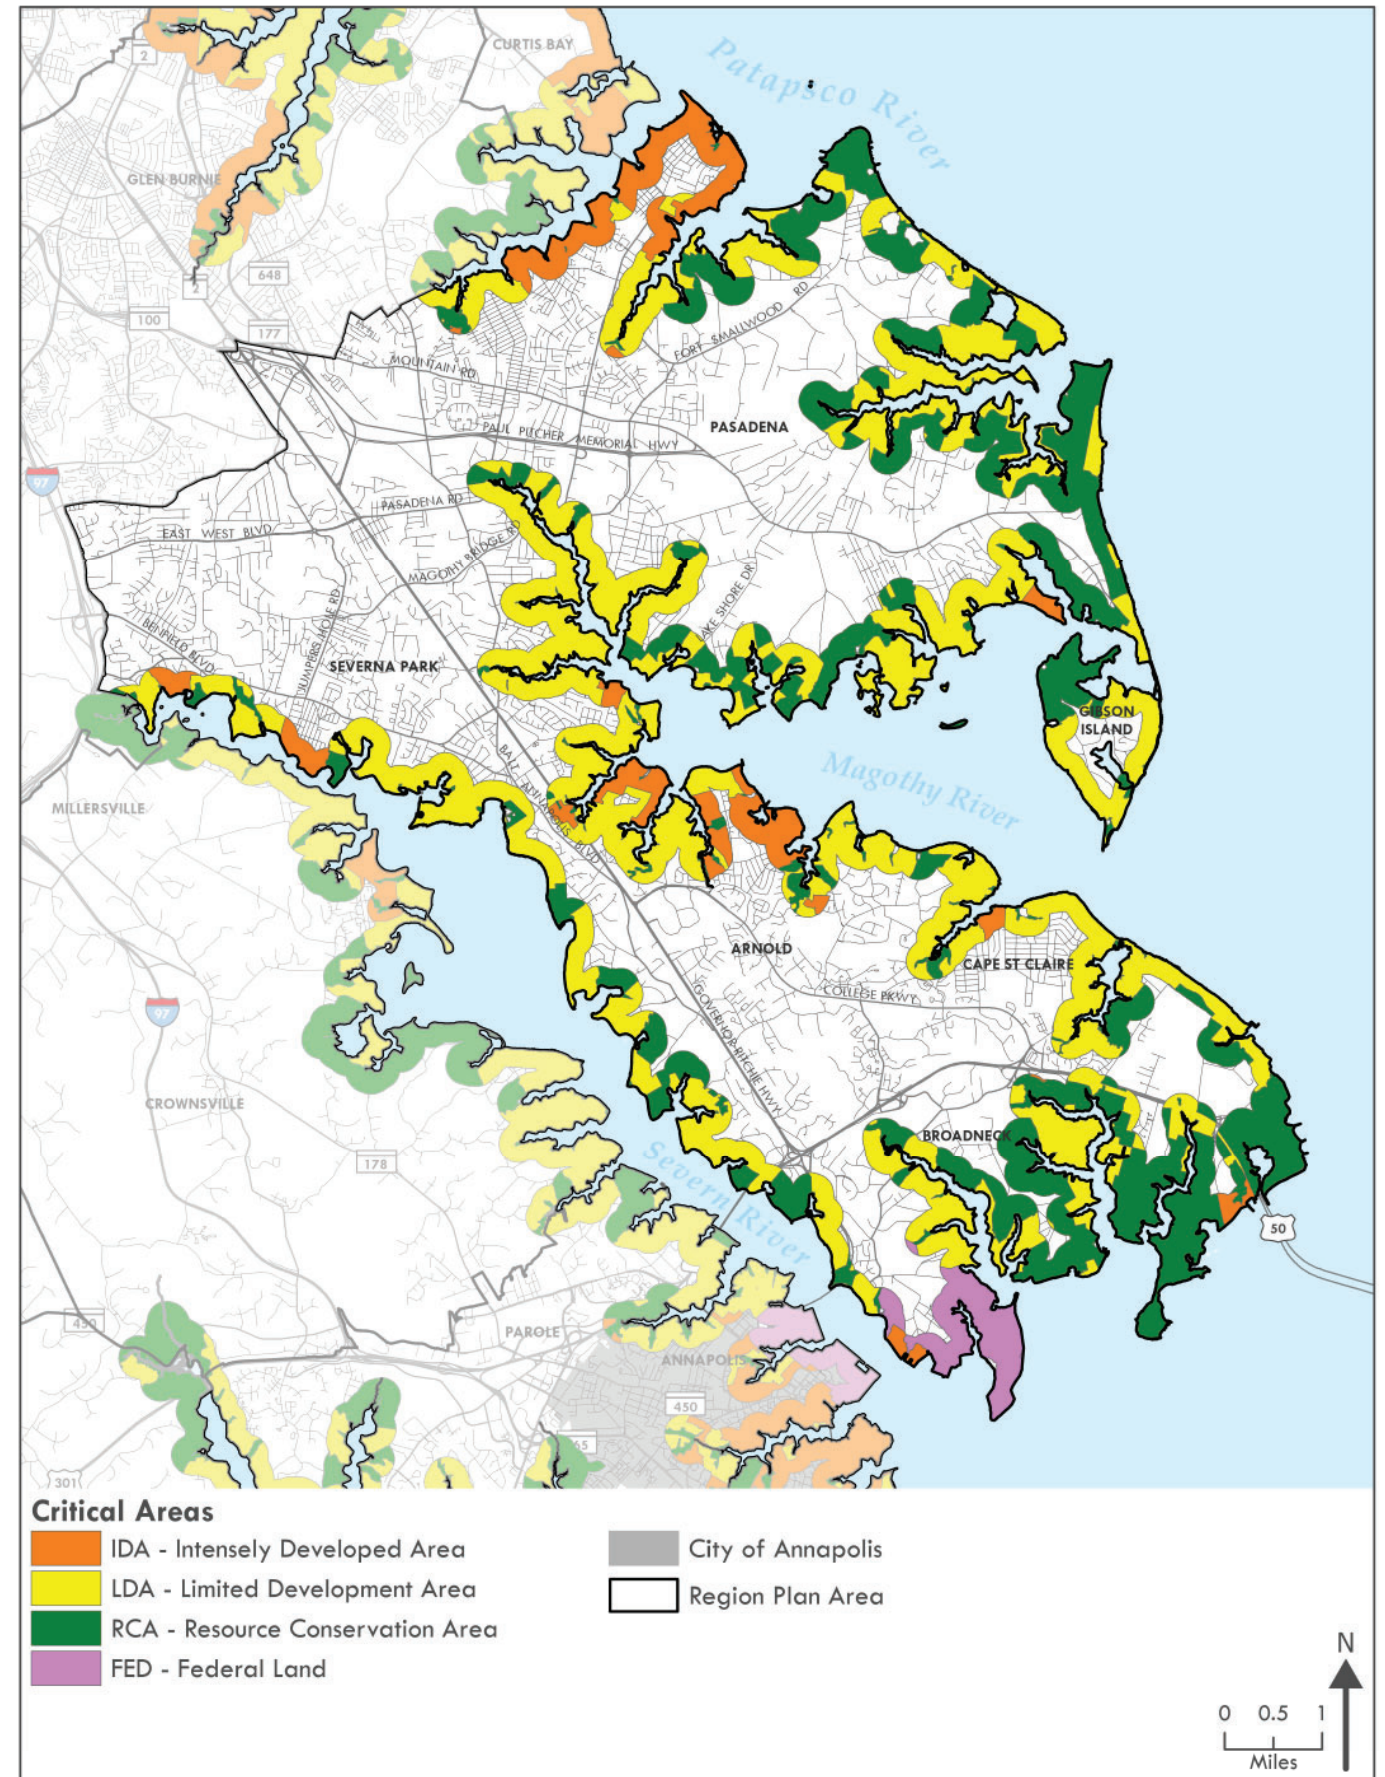 CURTIS BAY
Patapsco River
2
GLEN BURNIE
648
2
100
177
MOUNTAIN RD
FORT SMALLWOOD RD
PASADENA
PAUL PITCHER MEMORIAL HWY
97
PASADENA RD
EAST WEST BLVD
MAGOTHY BRIDGE RD
LAKE SHORE DR
JUMPERS HOLE RD
BENFIELD BLVD
SEVERNA PARK
GIBSON
ISLAND
BALT ANNAPOLIS BLVD
Magothy River
MILLERSVILLE
ARNOLD
CAPE ST CLAIRE
COLLEGE PKWY
GOVERNOR RITCHIE HWY
97
CROWNSVILLE
BROADNECK
178
Severn River
50
450
PAROLE
ANNAPOLIS
450
301
Critical Areas
IDA - Intensely Developed Area
LDA - Limited Development Area
RCA - Resource Conservation Area
FED - Federal Land
City of Annapolis
Region Plan Area
N
0 0.5 1
Miles